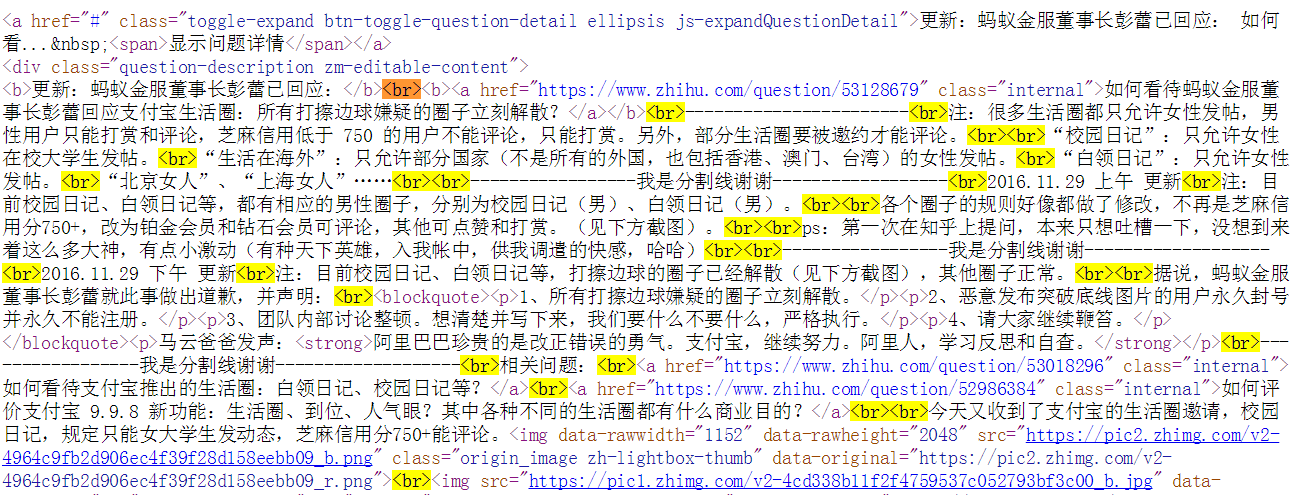 <a href="#" class="toggle-expand btn-toggle-question-detail ellipsis js-expandQuestionDetail">更新：蚂蚁金服董事长彭蕾已回应： 如何
看...&nbsp;<span>显示问题详情</span></a>
<div class="question-description zm-editable-content">
<b>更新：蚂蚁金服董事长彭蕾已回应：</b><br><b><a href="https://www.zhihu.com/question/53128679" class="internal">如何看待蚂蚁金服董
事长彭蕾回应支付宝生活圈：所有打擦边球嫌疑的圈子立刻解散？</a></b><br>----------------------<br>注：很多生活圈都只允许女性发帖，男
性用户只能打赏和评论，芝麻信用低于 750 的用户不能评论，只能打赏。另外，部分生活圈要被邀约才能评论。<br><br>“校园日记”：只允许女性
在校大学生发帖。<br>“生活在海外”：只允许部分国家（不是所有的外国，也包括香港、澳门、台湾）的女性发帖。<br>“白领日记”：只允许女性
发帖。<br>“北京女人”、“上海女人”……<br><br>----------------我是分割线谢谢-----------------<br>2016.11.29 上午 更新<br>注：目
前校园日记、白领日记等，都有相应的男性圈子，分别为校园日记（男）、白领日记（男）。<br><br>各个圈子的规则好像都做了修改，不再是芝麻信
用分750+，改为铂金会员和钻石会员可评论，其他可点赞和打赏。（见下方截图）。<br><br>ps：第一次在知乎上提问，本来只想吐槽一下，没想到来
着这么多大神，有点小激动（有种天下英雄，入我帐中，供我调遣的快感，哈哈）<br><br>----------------我是分割线谢谢------------------
<br>2016.11.29 下午 更新<br>注：目前校园日记、白领日记等，打擦边球的圈子已经解散（见下方截图），其他圈子正常。<br><br>据说，蚂蚁金服
董事长彭蕾就此事做出道歉，并声明：<br><blockquote><p>1、所有打擦边球嫌疑的圈子立刻解散。</p><p>2、恶意发布突破底线图片的用户永久封号
并永久不能注册。</p><p>3、团队内部讨论整顿。想清楚并写下来，我们要什么不要什么，严格执行。</p><p>4、请大家继续鞭笞。</p>
</blockquote><p>马云爸爸发声：<strong>阿里巴巴珍贵的是改正错误的勇气。支付宝，继续努力。阿里人，学习反思和自查。</strong></p><br>---
-------------我是分割线谢谢------------------<br>相关问题：<br><a href="https://www.zhihu.com/question/53018296" class="internal">
如何看待支付宝推出的生活圈：白领日记、校园日记等？</a><br><a href="https://www.zhihu.com/question/52986384" class="internal">如何评
价支付宝 9.9.8 新功能：生活圈、到位、人气眼？其中各种不同的生活圈都有什么商业目的？</a><br><br>今天又收到了支付宝的生活圈邀请，校园
日记，规定只能女大学生发动态，芝麻信用分750+能评论。<img data-rawwidth="1152" data-rawheight="2048" src="https://pic2.zhimg.com/v2-
4964c9fb2d906ec4f39f28d158eebb09_b.png" class="origin_image zh-lightbox-thumb" data-original="https://pic2.zhimg.com/v2-
4964c9fb2d906ec4f39f28d158eebb09_r.png"><br><img src="https://pic1.zhimg.com/v2-4cd338b11f2f4759537c052793bf3c00_b.jpg" data-